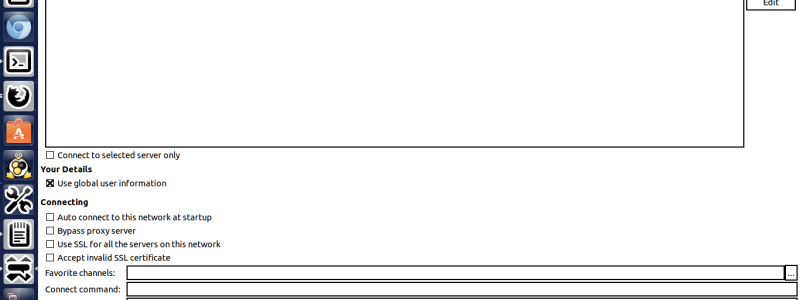 Edit
Connect to selected server only
Your Details
Use global user information
Connecting
Auto connect to this network at startup
Bypass proxy server
Use SSL for all the servers on this network
Accept invalid SSL certificate
Favorite channels:
...
Connect command: